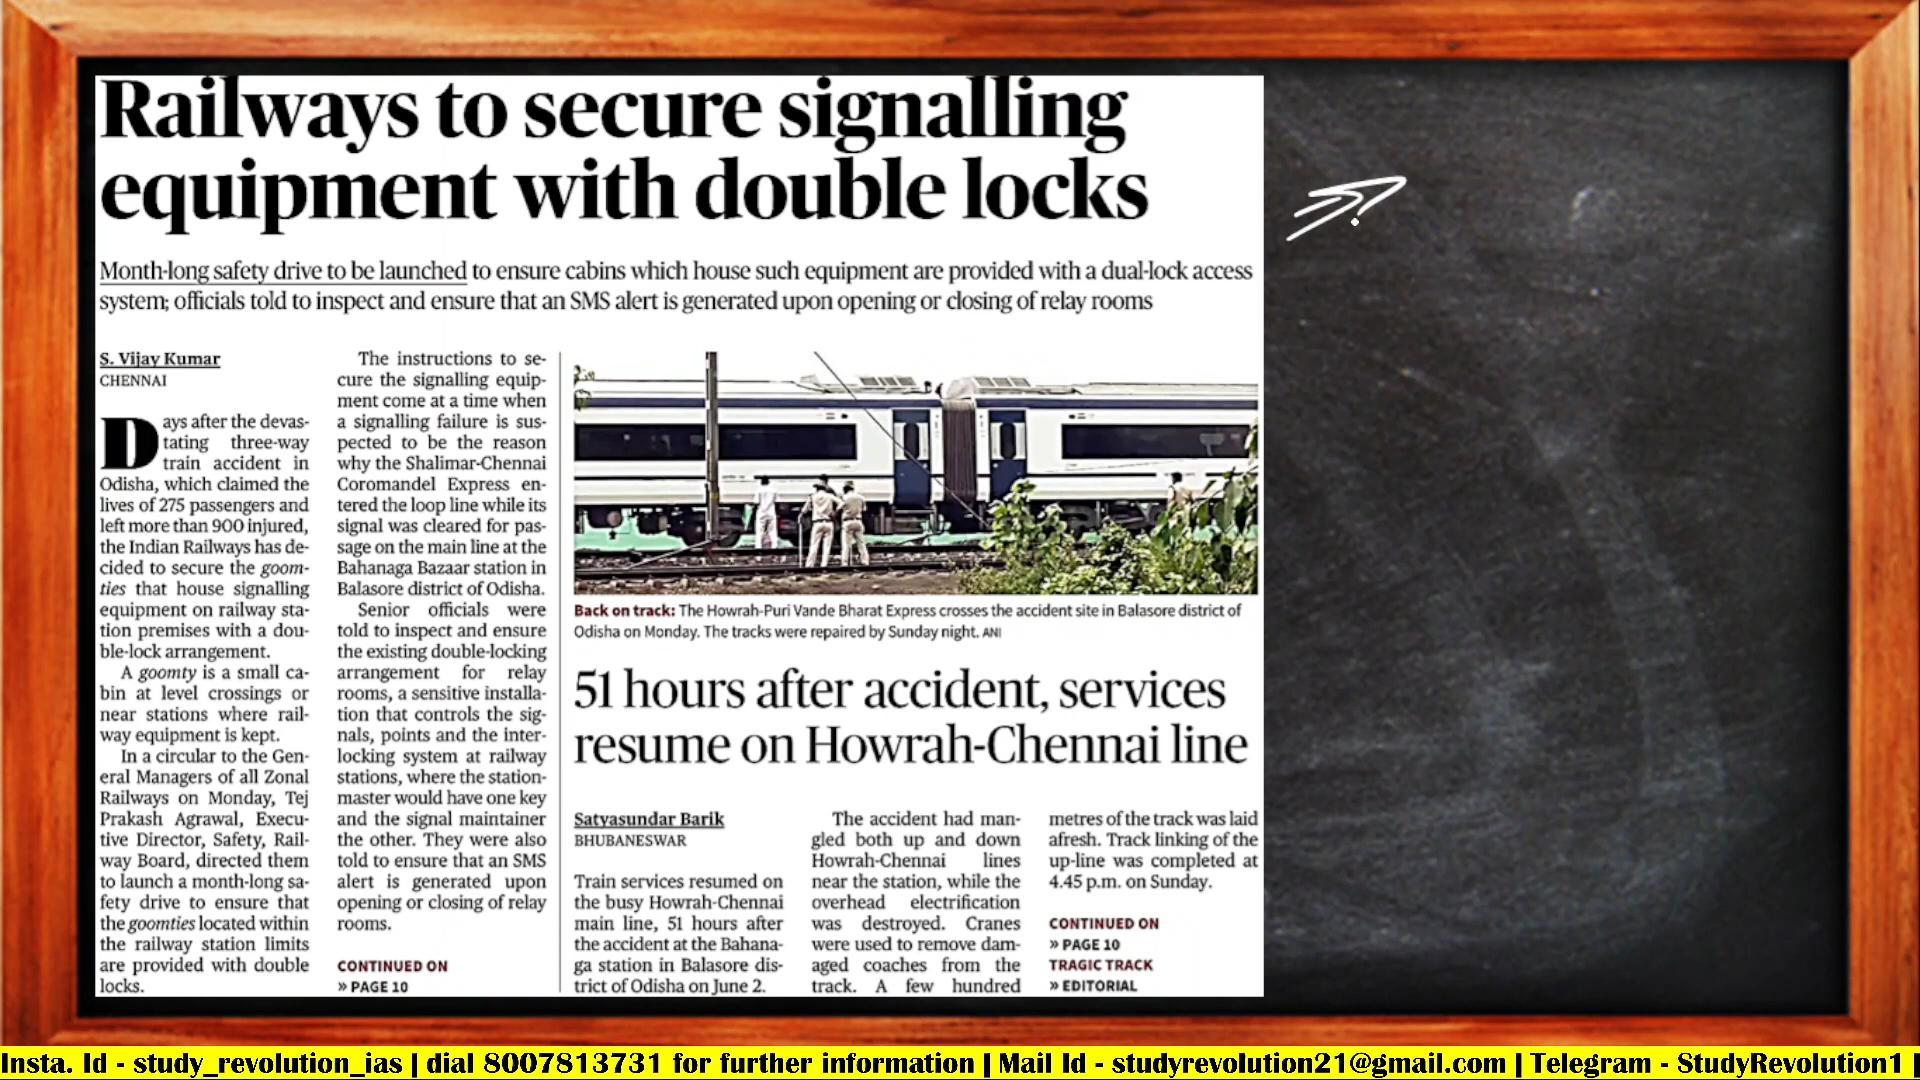 Railways to secure signalling
equipment with double locks
Month-long safety drive to be launched to ensure cabins which house such equipment are provided with a dual-lock access
system; officials told to inspect and ensure that an SMS alert is generated upon opening or closing of relay rooms
S. Vijay Kumar
CHENNAI
Days after the devas-
tating three-way
train accident in
Odisha, which claimed the
lives of 275 passengers and
left more than 900 injured,
the Indian Railways has de-
cided to secure the goom-
ties that house signalling
equipment on railway sta-
tion premises with a dou-
ble-lock arrangement.
A goomty is a small ca-
bin at level crossings or
near stations where rail-
way equipment is kept.
In a circular to the Gen-
eral Managers of all Zonal
Railways on Monday, Tej
Prakash Agrawal, Execu-
tive Director, Safety, Rail-
way Board, directed them
to launch a month-long sa-
fety drive to ensure that
the goomties located within
the railway station limits
are provided with double
locks.
The instructions to se-
cure the signalling equip-
ment come at a time when
a signalling failure is sus-
pected to be the reason
why the Shalimar-Chennai
Coromandel Express en-
tered the loop line while its
signal was cleared for pas-
sage on the main line at the
Bahanaga Bazaar station in
Balasore district of Odisha.
Senior officials were
told to inspect and ensure
the existing double-locking
arrangement for relay
rooms, a sensitive installa-
tion that controls the sig-
nals, points and the inter-
locking system at railway
stations, where the station-
master would have one key
and the signal maintainer
the other. They were also
told to ensure that an SMS
alert is generated upon
opening or closing of relay
rooms.
CONTINUED ON
» PAGE 10
Back on track: The Howrah-Puri Vande Bharat Express crosses the accident site in Balasore district of
Odisha on Monday. The tracks were repaired by Sunday night. ANI
51 hours after accident, services
resume on Howrah-Chennai line
Satyasundar Barik
BHUBANESWAR
Train services resumed on
the busy Howrah-Chennai
main line, 51 hours after
the accident at the Bahana-
ga station in Balasore dis-
trict of Odisha on June 2.
The accident had man-
gled both up and down
Howrah-Chennai lines
near the station, while the
overhead electrification
was destroyed. Cranes
were used to remove dam-
aged coaches from the
track. A few hundred
metres of the track was laid
afresh. Track linking of the
up-line was completed at
4.45 p.m. on Sunday.
CONTINUED ON
» PAGE 10
TRAGIC TRACK
» EDITORIAL
Insta. Id - study_revolution_ias | dial 8007813731 for further information | Mail Id - studyrevolution21@gmail.com | Telegram - StudyRevolution1 |